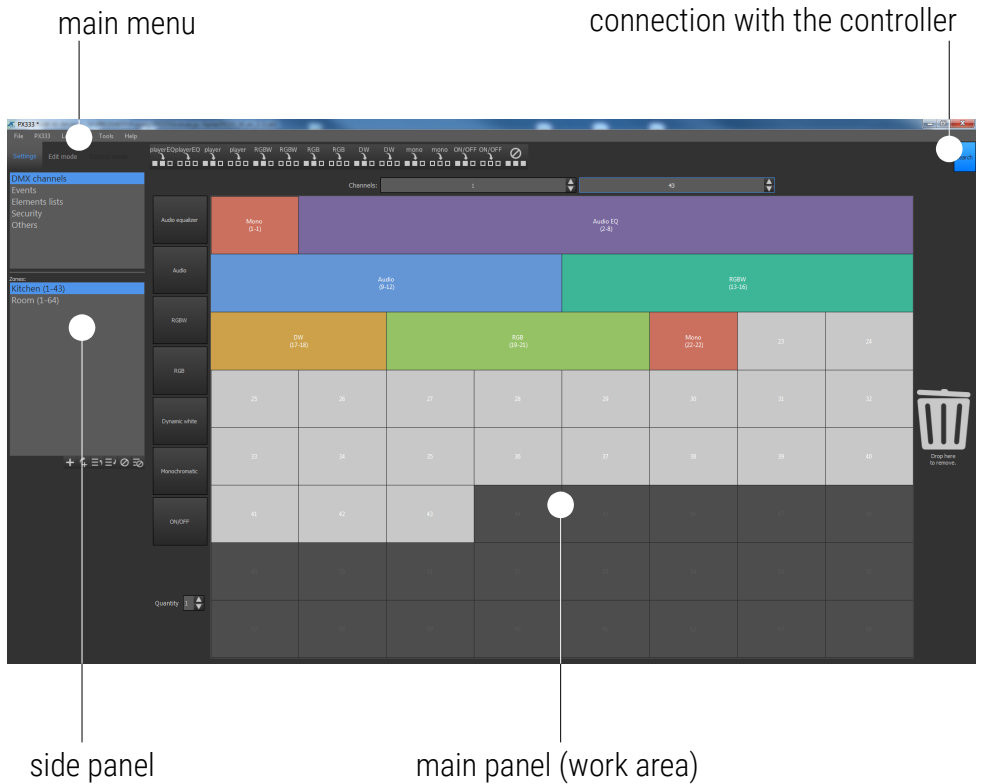 main menu
connection with the controller
PX333 *
File PX333 Tools Help
Settings Edit mode
playerEQ playerEQ player player RGBW RGBW RGB RGB DW DW mono mono ON/OFF ON/OFF
DMX channels
Events
Elements lists
Security
Others
Channels: 1 43
Zones:
Kitchen (1-43)
Room (1-64)
Audio equalizer
Audio
RGBW
RGB
Dynamic white
Monochromatic
ON/OFF
Quantity 1
Mono
(1-1)
Audio EQ
(2-8)
Audio
(9-12)
RGBW
(13-16)
DW
(17-18)
RGB
(19-21)
Mono
(22-22)
23 24
25 26 27 28 29 30 31 32
33 34 35 36 37 38 39 40
41 42 43
Drop here
to remove.
side panel
main panel (work area)